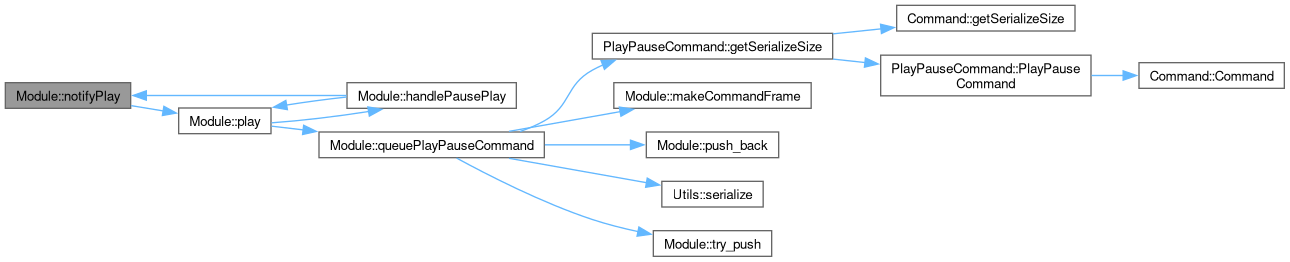 Module::notifyPlay
Module::play
Module::handlePausePlay
Module::queuePlayPauseCommand
PlayPauseCommand::getSerializeSize
Module::makeCommandFrame
Module::push_back
Utils::serialize
Module::try_push
Command::getSerializeSize
PlayPauseCommand::PlayPause
Command
Command::Command